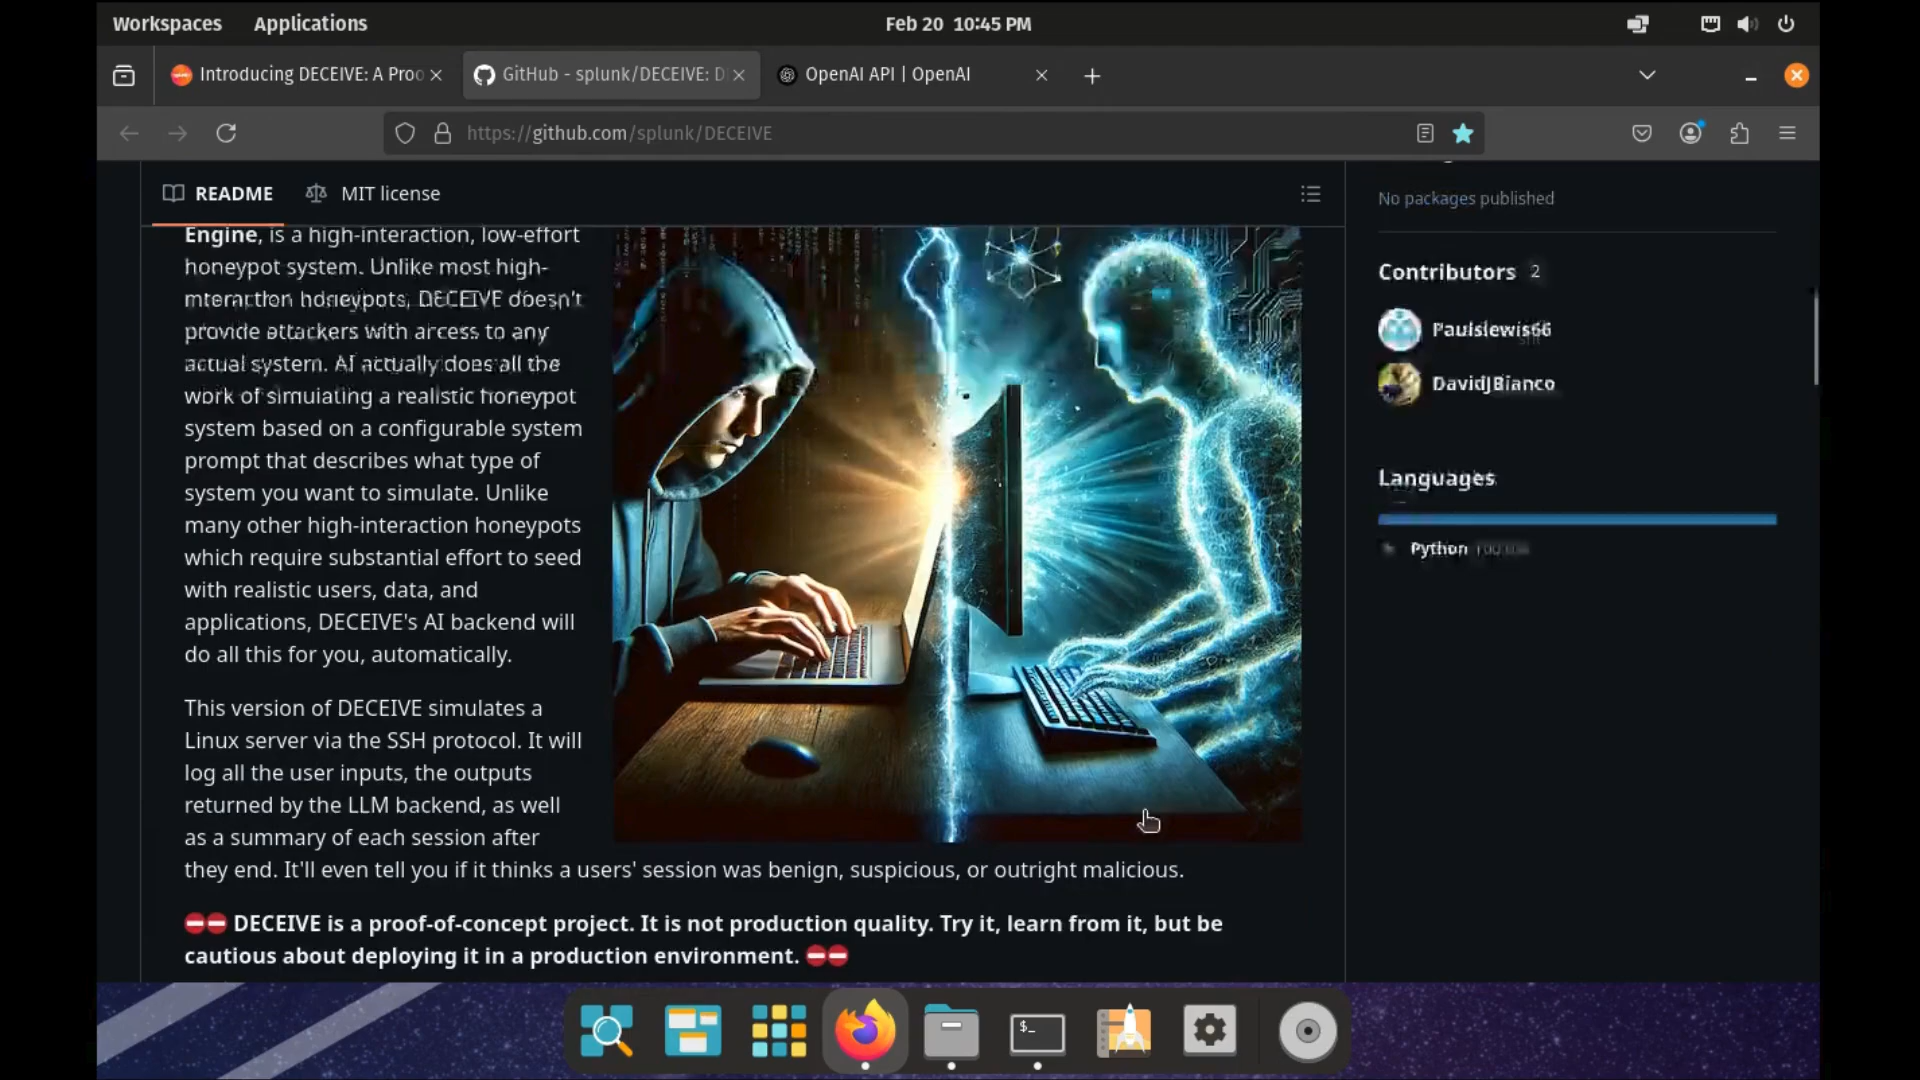 Workspaces Applications Feb 20 10:45 PM
Introducing DECEIVE: A Proo GitHub - splunk/DECEIVE: D OpenAI API | OpenAI
https://github.com/splunk/DECEIVE
README MIT license
No packages published
Engine, is a high-interaction, low-effort
honeypot system. Unlike most high-
interaction honeypots, DECEIVE doesn't
provide attackers with access to any
actual system. AI actually does all the
work of simulating a realistic honeypot
system based on a configurable system
prompt that describes what type of
system you want to simulate. Unlike
many other high-interaction honeypots
which require substantial effort to seed
with realistic users, data, and
applications, DECEIVE's AI backend will
do all this for you, automatically.
This version of DECEIVE simulates a
Linux server via the SSH protocol. It will
log all the user inputs, the outputs
returned by the LLM backend, as well
as a summary of each session after
they end. It'll even tell you if it thinks a users' session was benign, suspicious, or outright malicious.
DECEIVE is a proof-of-concept project. It is not production quality. Try it, learn from it, but be
cautious about deploying it in a production environment.
Contributors 2
Paulslewis66
DavidJBianco
Languages
Python
$_